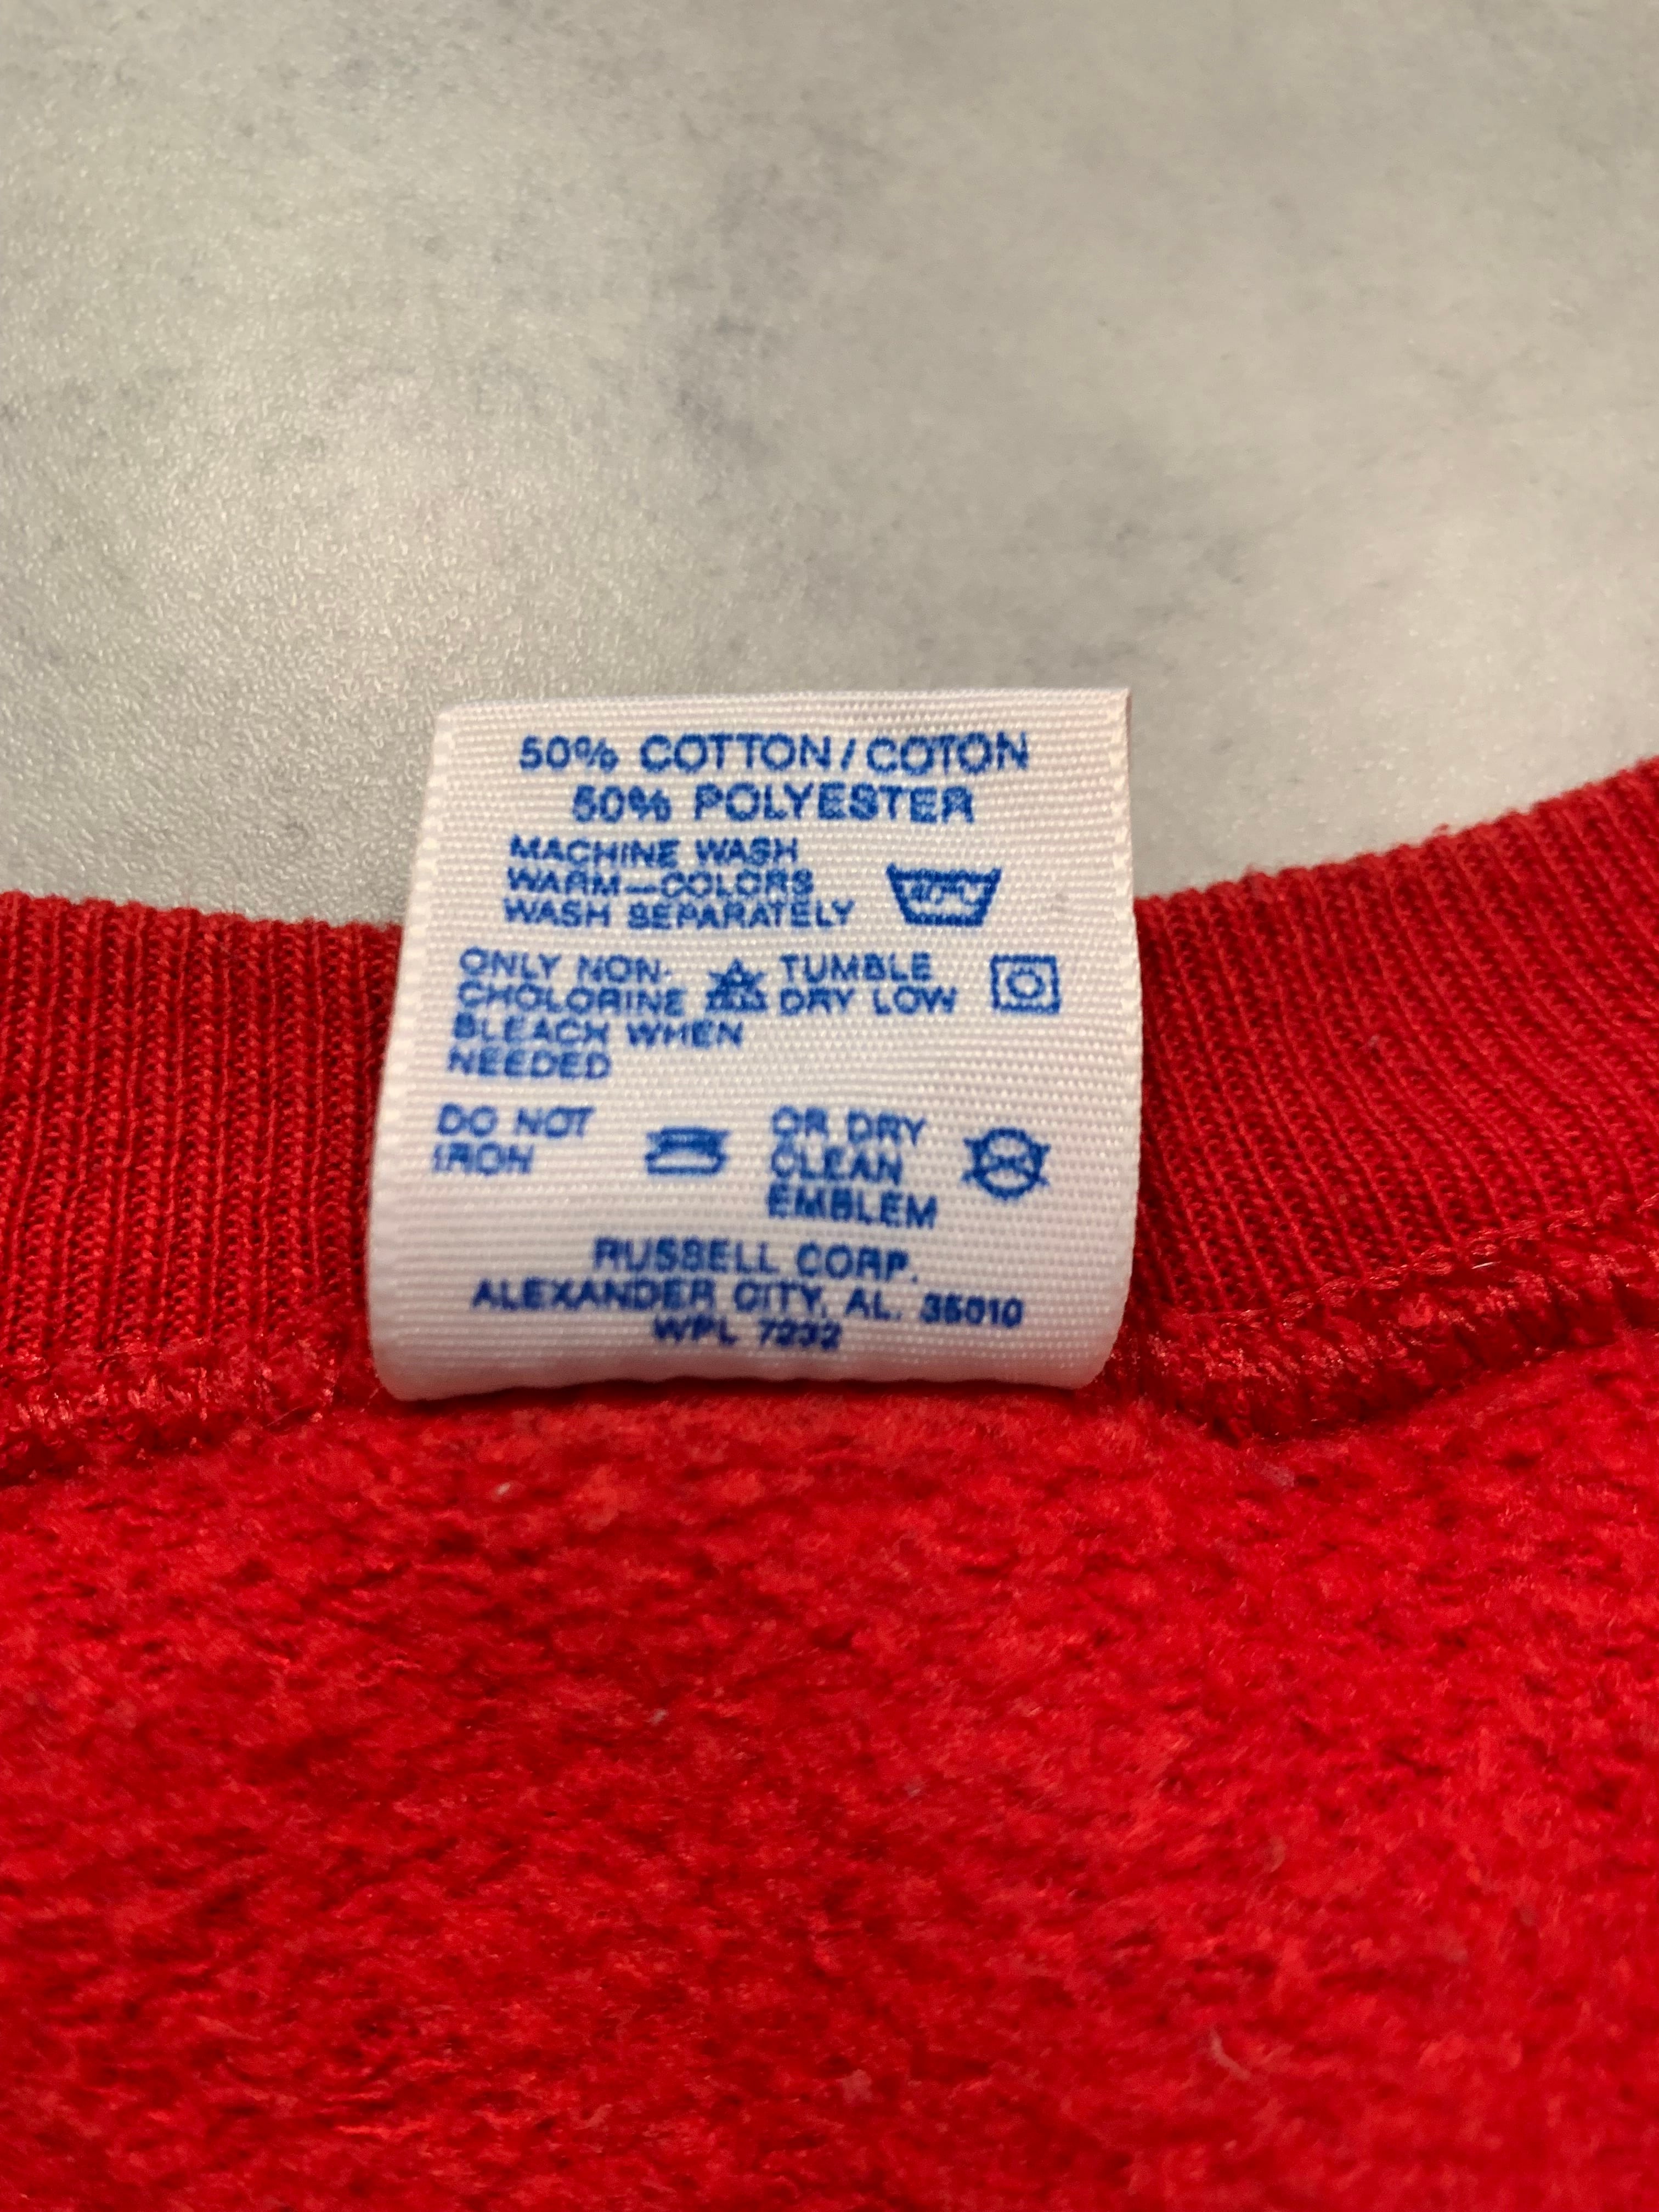 50% COTTON/COTON
50% POLYESTER
MACHINE WASH
WARM—COLORS
WASH SEPARATELY
40°C
ONLY NON-
CHOLORINE
BLEACH WHEN
NEEDED
TUMBLE
DRY LOW
DO NOT
IRON
OR DRY
CLEAN
EMBLEM
RUSSELL CORP.
ALEXANDER CITY, AL. 35010
WPL 7232